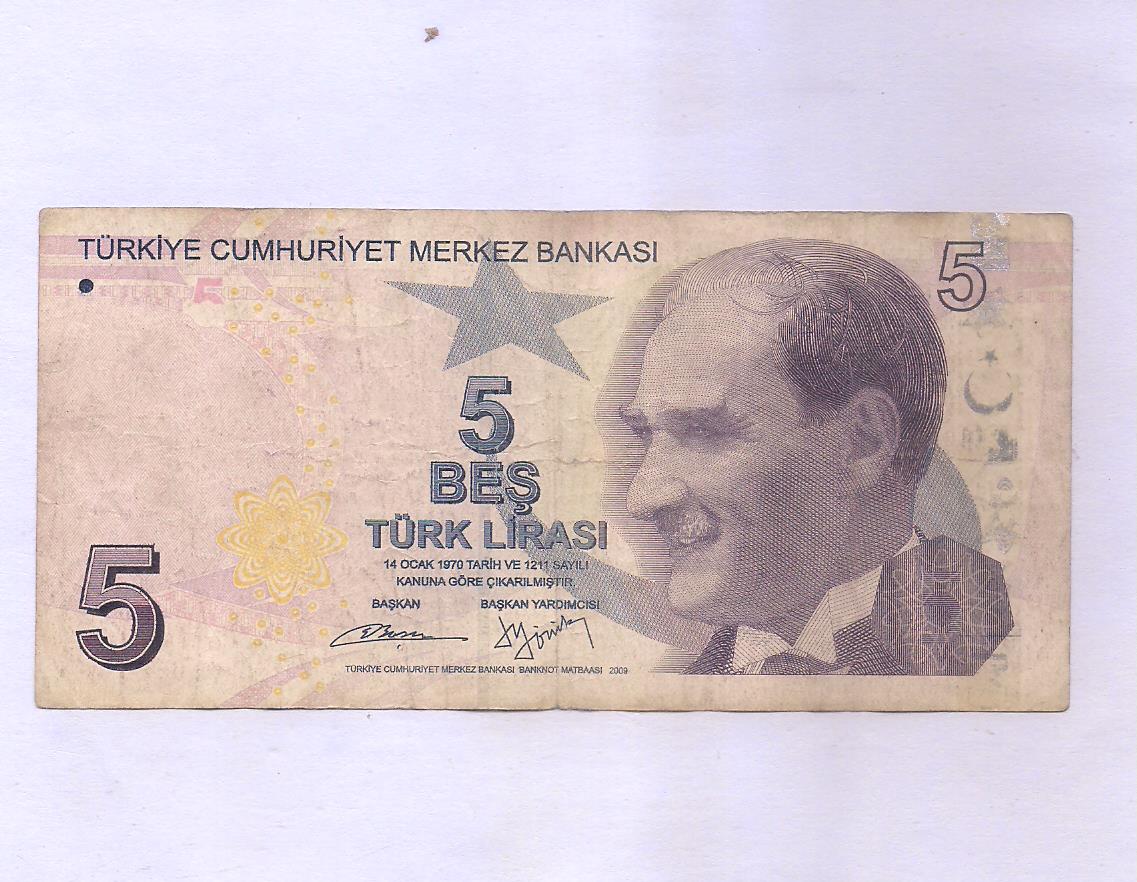 TÜRKİYE CUMHURİYET MERKEZ BANKASI
5
5
5
BEŞ
TÜRK LİRASI
14 OCAK 1970 TARİH VE 1211 SAYILI
KANUNA GÖRE ÇIKARILMIŞTIR.
BAŞKAN BAŞKAN YARDIMCISI
TÜRKİYE CUMHURİYET MERKEZ BANKASI BANKNOT MATBAASI 2009
5